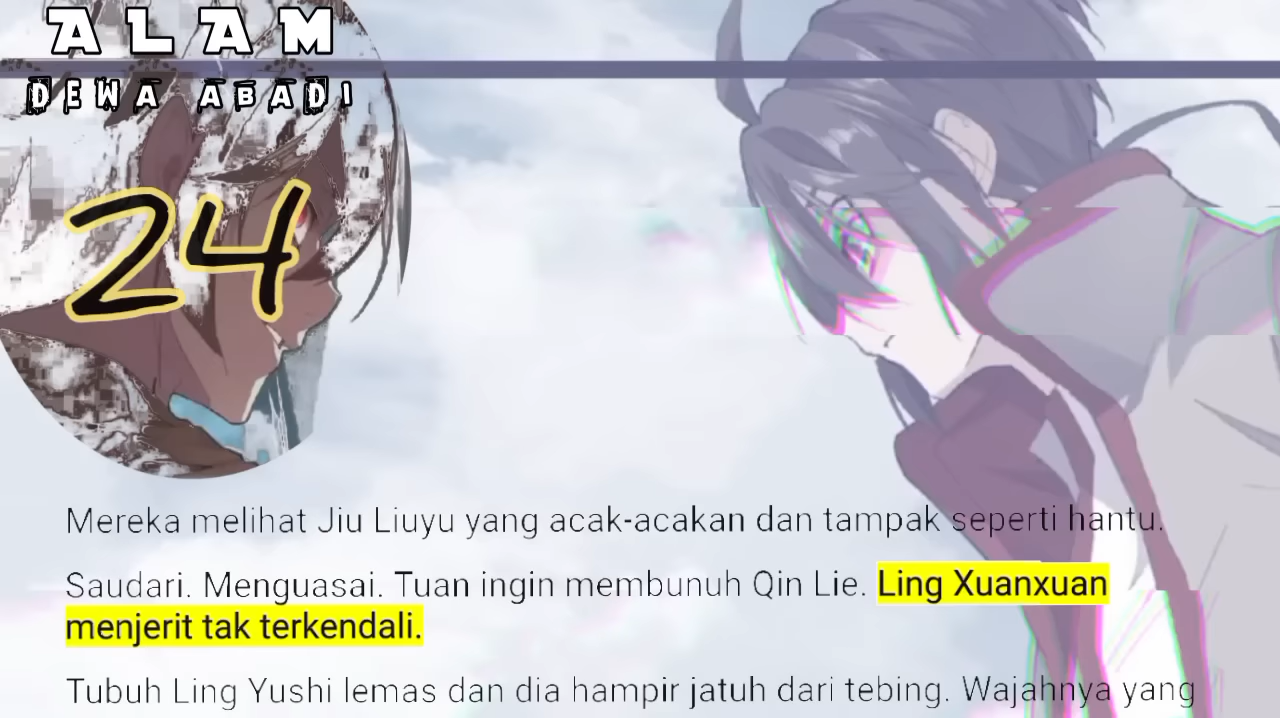 ALAM
DEWA ABADI
24
Mereka melihat Jiu Liuyu yang acak-acakan dan tampak seperti hantu.
Saudari. Menguasai. Tuan ingin membunuh Qin Lie. Ling Xuanxuan
menjerit tak terkendali.
Tubuh Ling Yushi lemas dan dia hampir jatuh dari tebing. Wajahnya yang